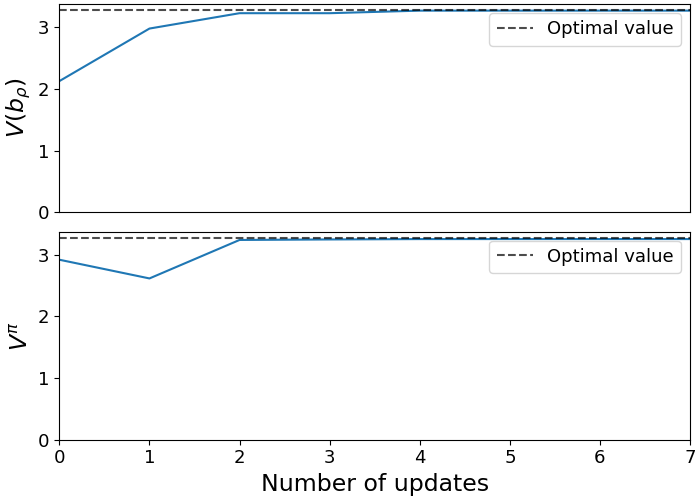 3
2
1
0
V(b_ρ)
Optimal value
3
2
1
0
V^π
Optimal value
0 1 2 3 4 5 6 7
Number of updates